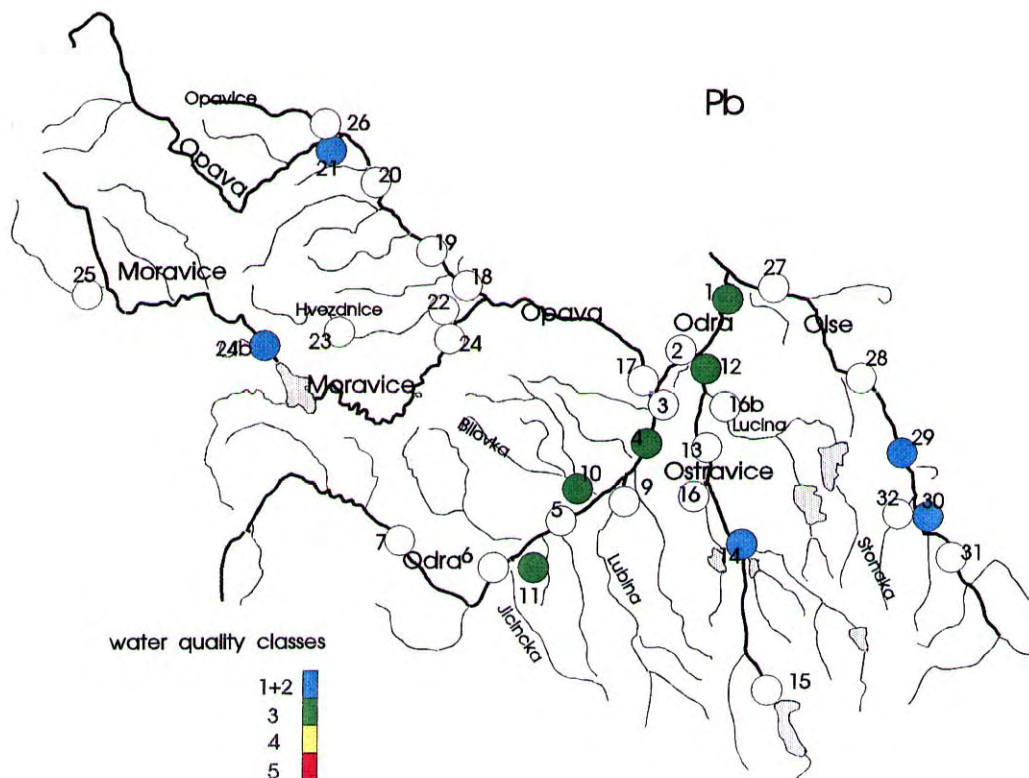 Pb
Opavice
26
Opava
21
20
19
18
25
Moravice
Hvezdnice
22
23
24
24b
Moravice
Opava
17
1
27
Odra
Olse
2
12
28
3
16b
Lucina
4
13
Ostravice
29
Bilovka
10
16
9
5
32
30
14
7
Odra
6
11
31
Lubina
Stonaka
Jicincka
15
water quality classes
1+2
3
4
5